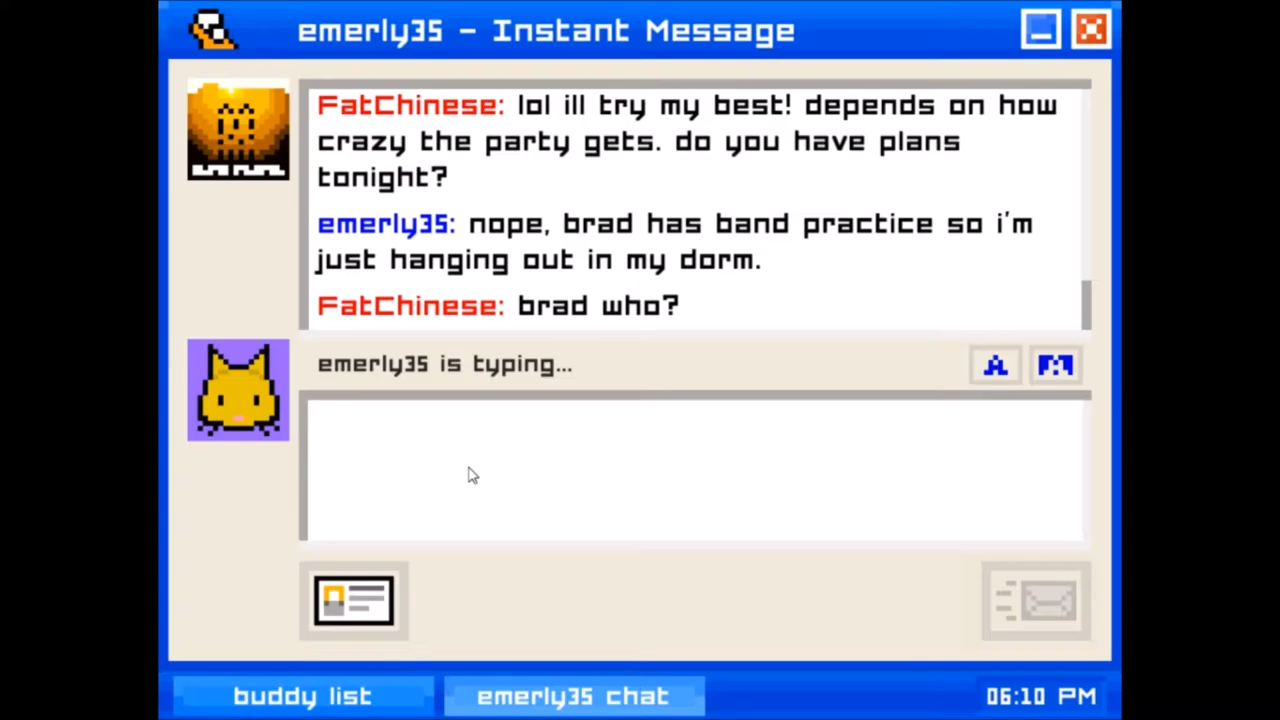 emerly35 - Instant Message
FatChinese: lol ill try my best! depends on how
crazy the party gets. do you have plans
tonight?
emerly35: nope, brad has band practice so i'm
just hanging out in my dorm.
FatChinese: brad who?
emerly35 is typing...
A
buddy list
emerly35 chat
06:10 PM